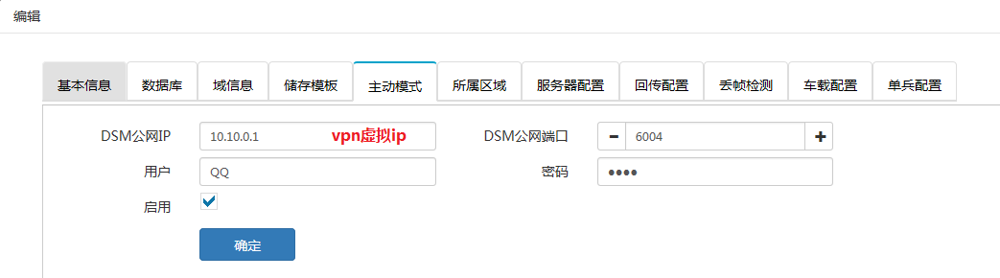 编辑
基本信息 数据库 域信息 储存模板 主动模式 所属区域 服务器配置 回传配置 丢帧检测 车载配置 单兵配置
DSM公网IP 10.10.0.1 vpn虚拟ip DSM公网端口 6004
用户 QQ 密码 ●●●●
启用
确定